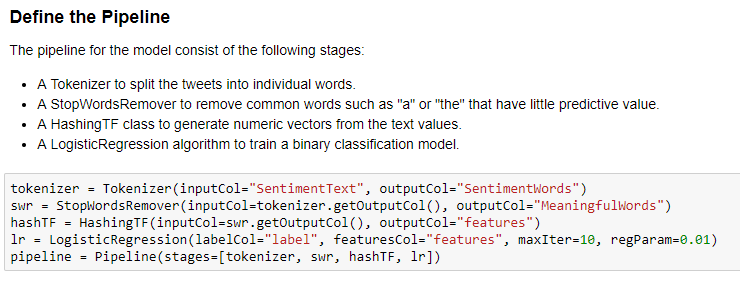 Define the Pipeline
The pipeline for the model consist of the following stages:
• A Tokenizer to split the tweets into individual words.
• A StopWordsRemover to remove common words such as "a" or "the" that have little predictive value.
• A HashingTF class to generate numeric vectors from the text values.
• A LogisticRegression algorithm to train a binary classification model.
tokenizer = Tokenizer(inputCol="SentimentText", outputCol="SentimentWords")
swr = StopWordsRemover(inputCol=tokenizer.getOutputCol(), outputCol="MeaningfulWords")
hashTF = HashingTF(inputCol=swr.getOutputCol(), outputCol="features")
lr = LogisticRegression(labelCol="label", featuresCol="features", maxIter=10, regParam=0.01)
pipeline = Pipeline(stages=[tokenizer, swr, hashTF, lr])